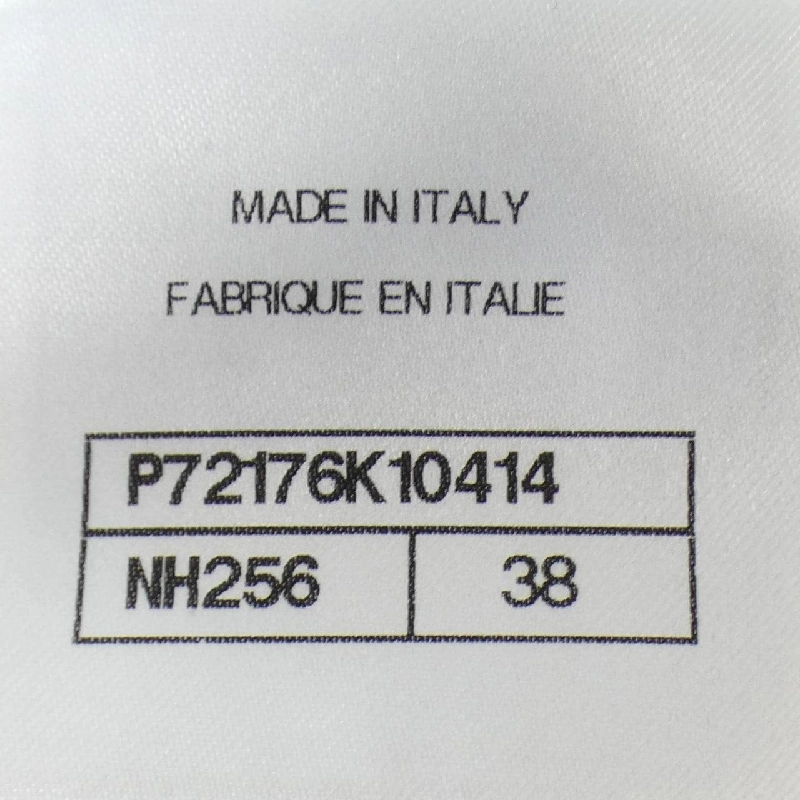 MADE IN ITALY
FABRIQUE EN ITALIE
P72176K10414
NH256 38